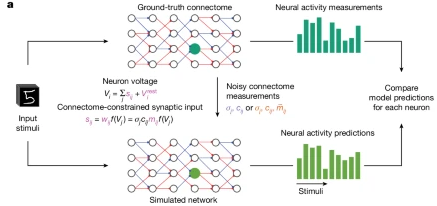 a
Ground-truth connectome
Neural activity measurements
Neuron voltage
V_i = Σ_j s_ij + V_i^rest
Connectome-constrained synaptic input
s_ij = w_ij f(V_j) = σ_j c_ij m_ij f(V_j)
Noisy connectome
measurements
σ_j, c_ij or σ_j, c_ij, m̃_ij
Input
stimuli
Compare
model predictions
for each neuron
Neural activity predictions
Stimuli
Simulated network